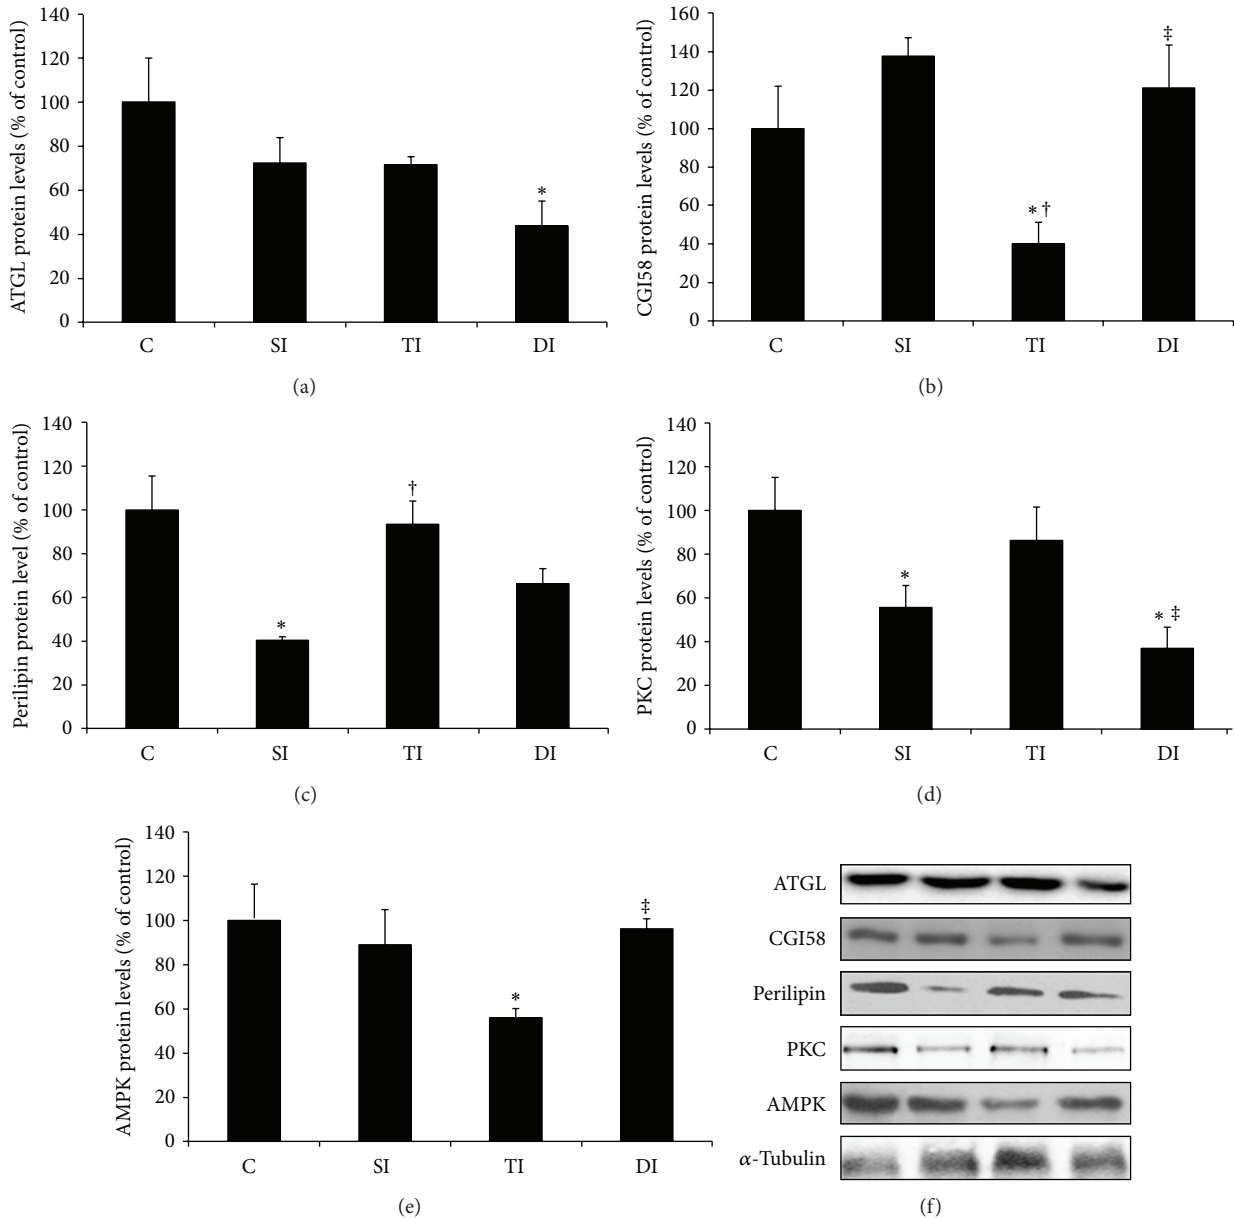 ATGL protein levels (% of control)
140
120
100
80
60
40
20
0
*
C SI TI DI
(a)
CGI58 protein levels (% of control)
160
140
120
100
80
60
40
20
0
* †
‡
C SI TI DI
(b)
Perilipin protein level (% of control)
140
120
100
80
60
40
20
0
*
†
C SI TI DI
(c)
PKC protein levels (% of control)
140
120
100
80
60
40
20
0
*
* ‡
C SI TI DI
(d)
AMPK protein levels (% of control)
140
120
100
80
60
40
20
0
*
‡
C SI TI DI
(e)
ATGL
CGI58
Perilipin
PKC
AMPK
α-Tubulin
(f)